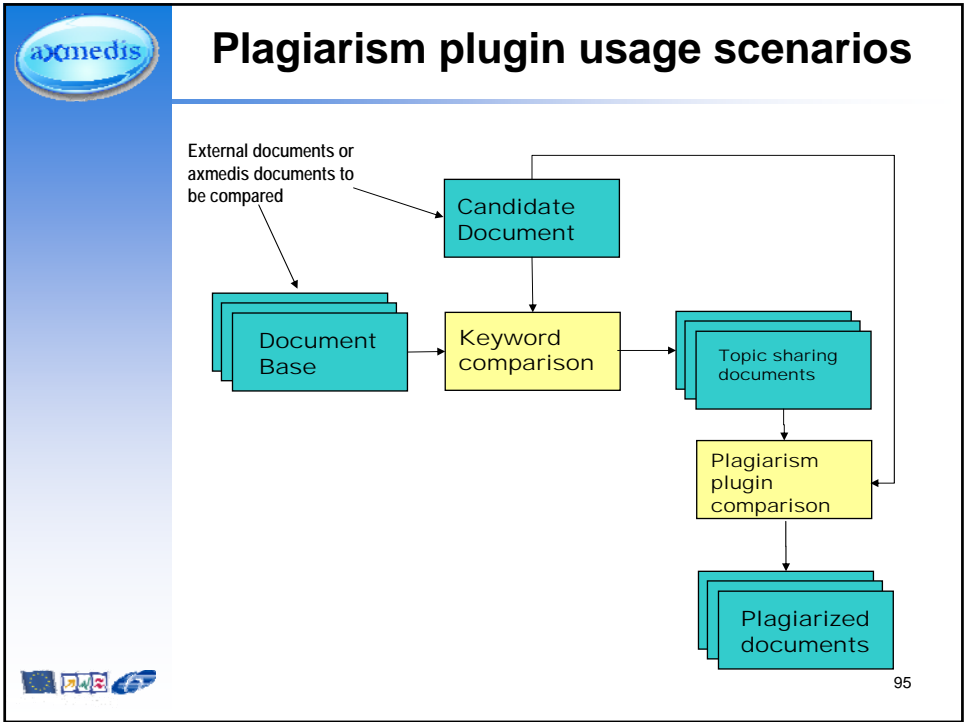 axmedis
Plagiarism plugin usage scenarios
External documents or
axmedis documents to
be compared
Candidate
Document
Document
Base
Keyword
comparison
Topic sharing
documents
Plagiarism
plugin
comparison
Plagiarized
documents
95